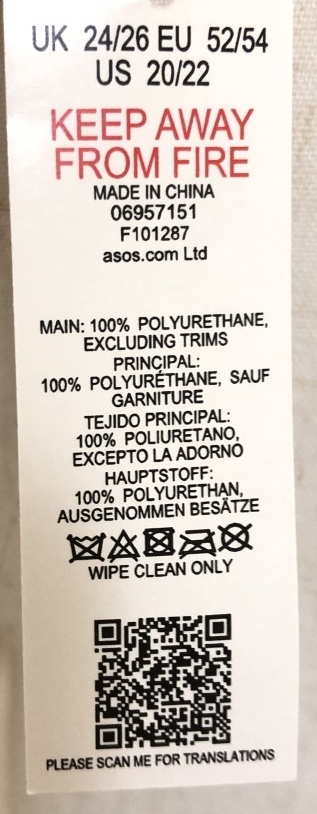 UK 24/26 EU 52/54
US 20/22
KEEP AWAY
FROM FIRE
MADE IN CHINA
06957151
F101287
asos.com Ltd
MAIN: 100% POLYURETHANE,
EXCLUDING TRIMS
PRINCIPAL:
100% POLYURÉTHANE, SAUF
GARNITURE
TEJIDO PRINCIPAL:
100% POLIURETANO,
EXCEPTO LA ADORNO
HAUPTSTOFF:
100% POLYURETHAN,
AUSGENOMMEN BESÄTZE
WIPE CLEAN ONLY
PLEASE SCAN ME FOR TRANSLATIONS